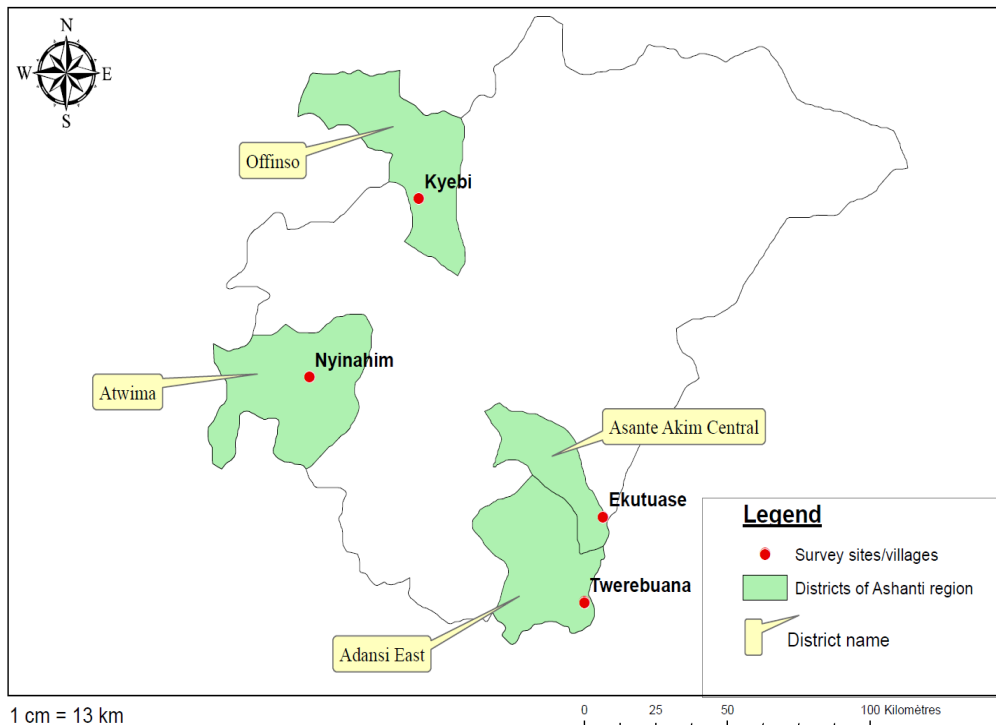 N
W E
S
Offinso
Kyebi
Nyinahim
Atwima
Asante Akim Central
Ekutuase
Twerebuana
Adansi East
Legend
Survey sites/villages
Districts of Ashanti region
District name
1 cm = 13 km
0 25 50 100 Kilomètres